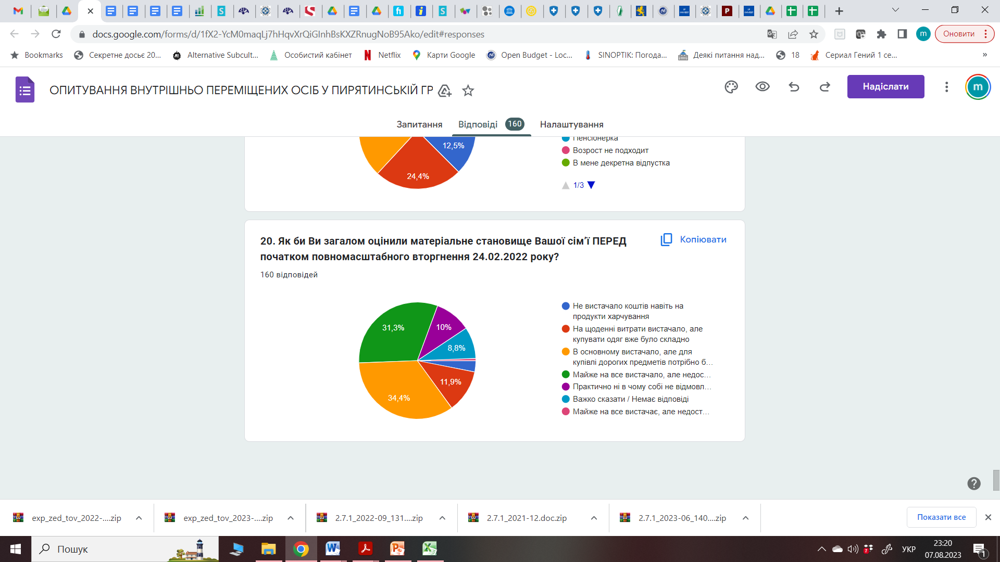 docs.google.com/forms/d/1fX2-YcM0maqLj7hHqvXrQiGInhBsKXZRnugNoB95Ako/edit#responses
m
Оновити
Bookmarks
Секретне досьє 20...
Alternative Subcult...
Особистий кабінет
Netflix
Карти Google
Open Budget - Loc...
SINOPTIK: Погода...
Деякі питання над...
18
Сериал Гений 1 се...
»
ОПИТУВАННЯ ВНУТРІШНЬО ПЕРЕМІЩЕНИХ ОСІБ У ПИРЯТИНСЬКІЙ ГР
Надіслати
m
Запитання
Відповіді 160
Налаштування
12,5%
24,4%
Пенсіонерка
Возрост не подходит
В мене декретна відпустка
1/3
20. Як би Ви загалом оцінили матеріальне становище Вашої сім’ї ПЕРЕД
початком повномасштабного вторгнення 24.02.2022 року?
Копіювати
160 відповідей
31,3%
10%
8,8%
11,9%
34,4%
Не вистачало коштів навіть на
продукти харчування
На щоденні витрати вистачало, але
купувати одяг вже було складно
В основному вистачало, але для
купівлі дорогих предметів потрібно б...
Майже на все вистачало, але недос...
Практично ні в чому собі не відмовл...
Важко сказати / Немає відповіді
Майже на все вистачає, але недост...
exp_zed_tov_2022-....zip
exp_zed_tov_2023-....zip
2.7.1_2022-09_131....zip
2.7.1_2021-12.doc.zip
2.7.1_2023-06_140....zip
Показати все
Пошук
УКР
23:20
07.08.2023
1